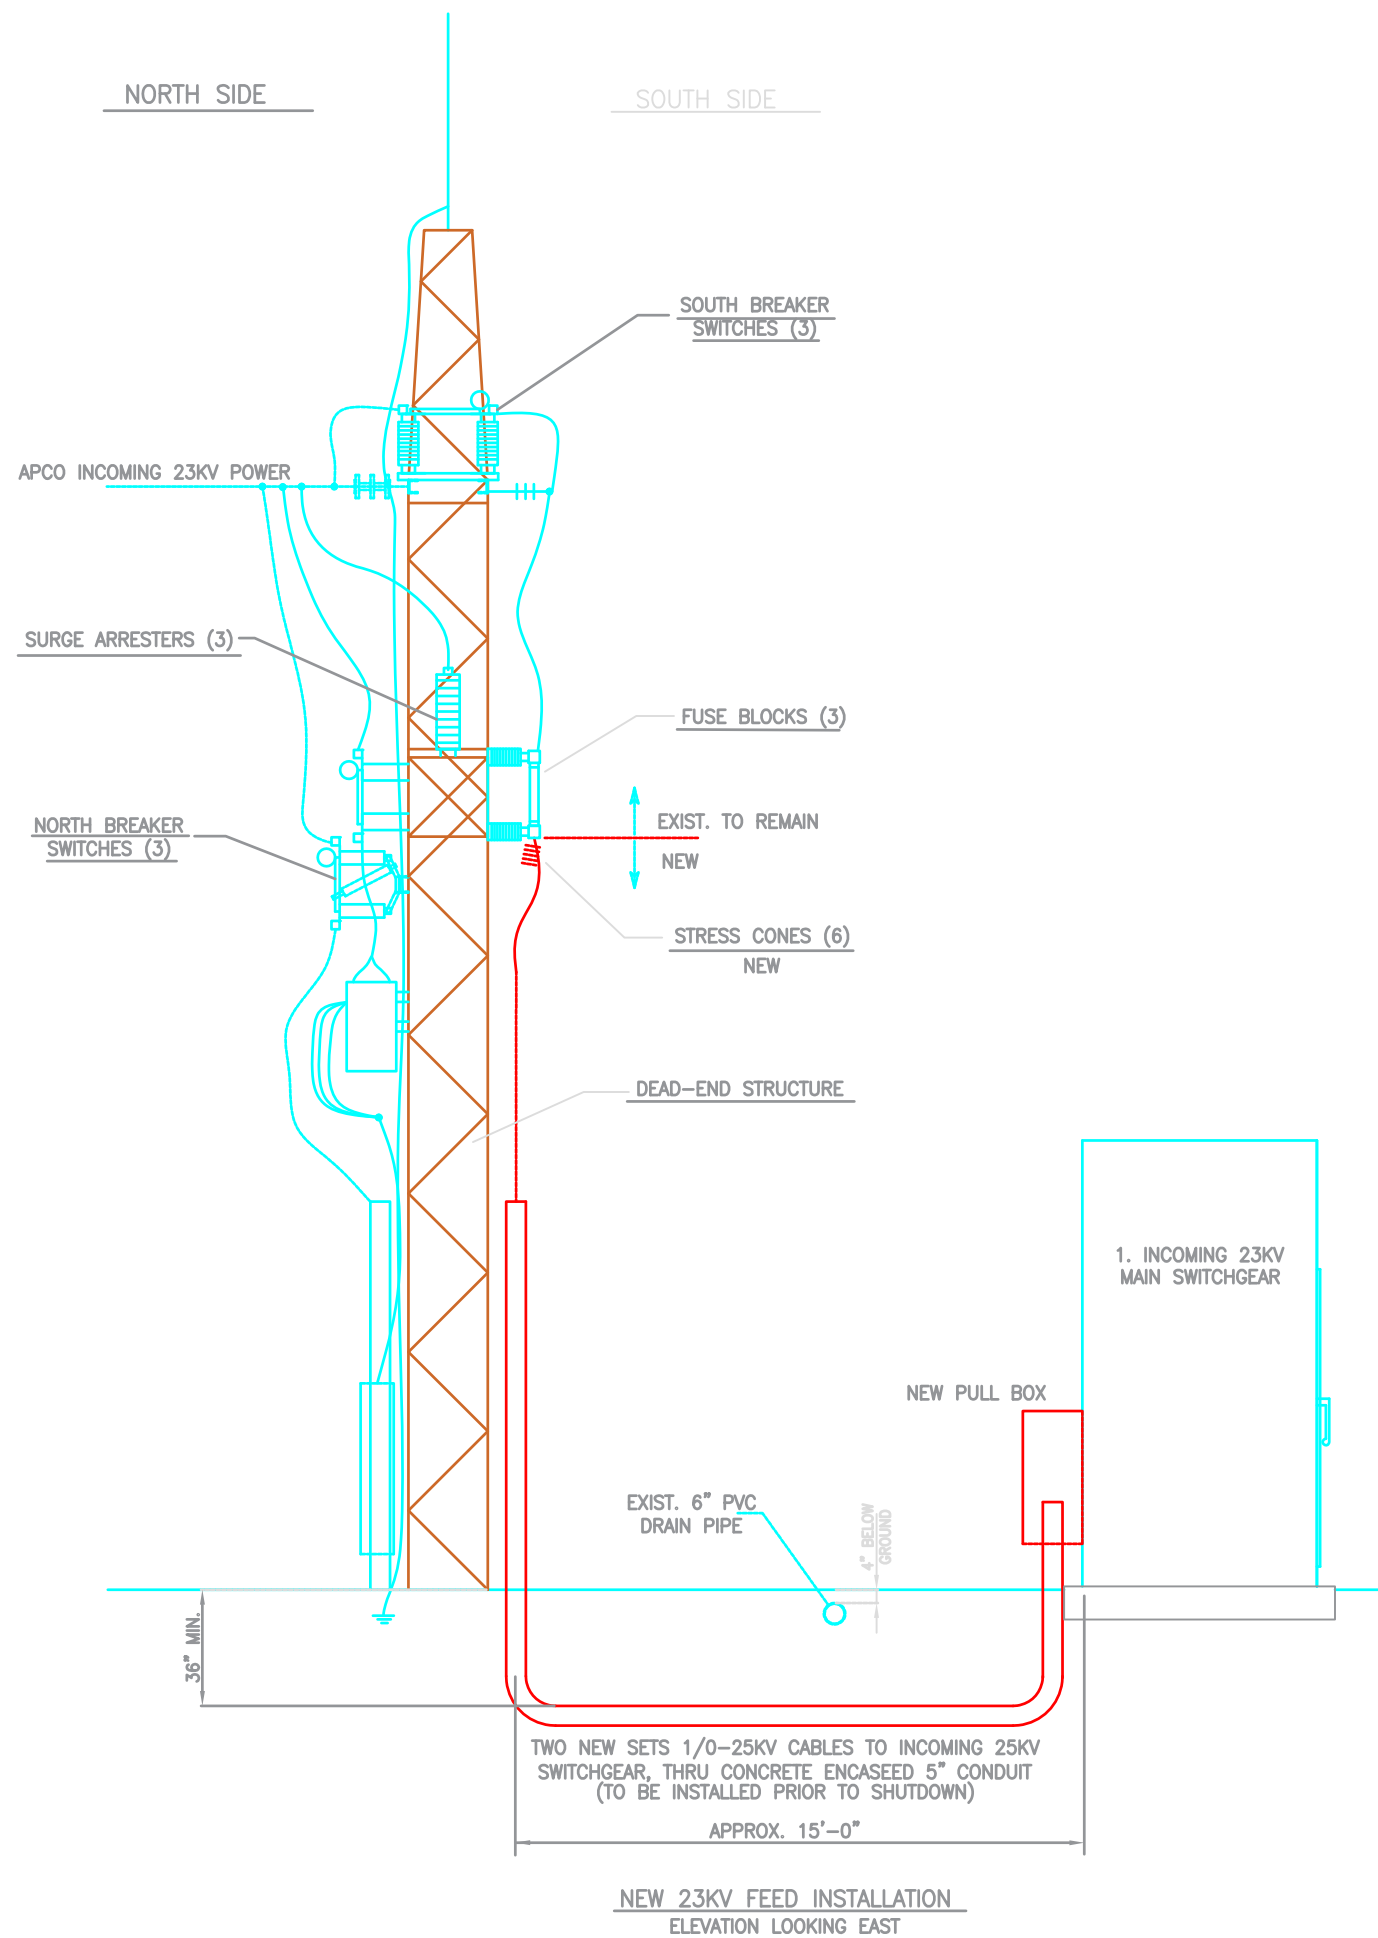 NORTH SIDE
SOUTH SIDE
SOUTH BREAKER
SWITCHES (3)
APCO INCOMING 23KV POWER
SURGE ARRESTERS (3)
FUSE BLOCKS (3)
NORTH BREAKER
SWITCHES (3)
EXIST. TO REMAIN
NEW
STRESS CONES (6)
NEW
DEAD-END STRUCTURE
1. INCOMING 23KV
MAIN SWITCHGEAR
NEW PULL BOX
EXIST. 6" PVC
DRAIN PIPE
4" BELOW
GROUND
36" MIN.
TWO NEW SETS 1/0-25KV CABLES TO INCOMING 25KV
SWITCHGEAR, THRU CONCRETE ENCASEED 5" CONDUIT
(TO BE INSTALLED PRIOR TO SHUTDOWN)
APPROX. 15'-0"
NEW 23KV FEED INSTALLATION
ELEVATION LOOKING EAST